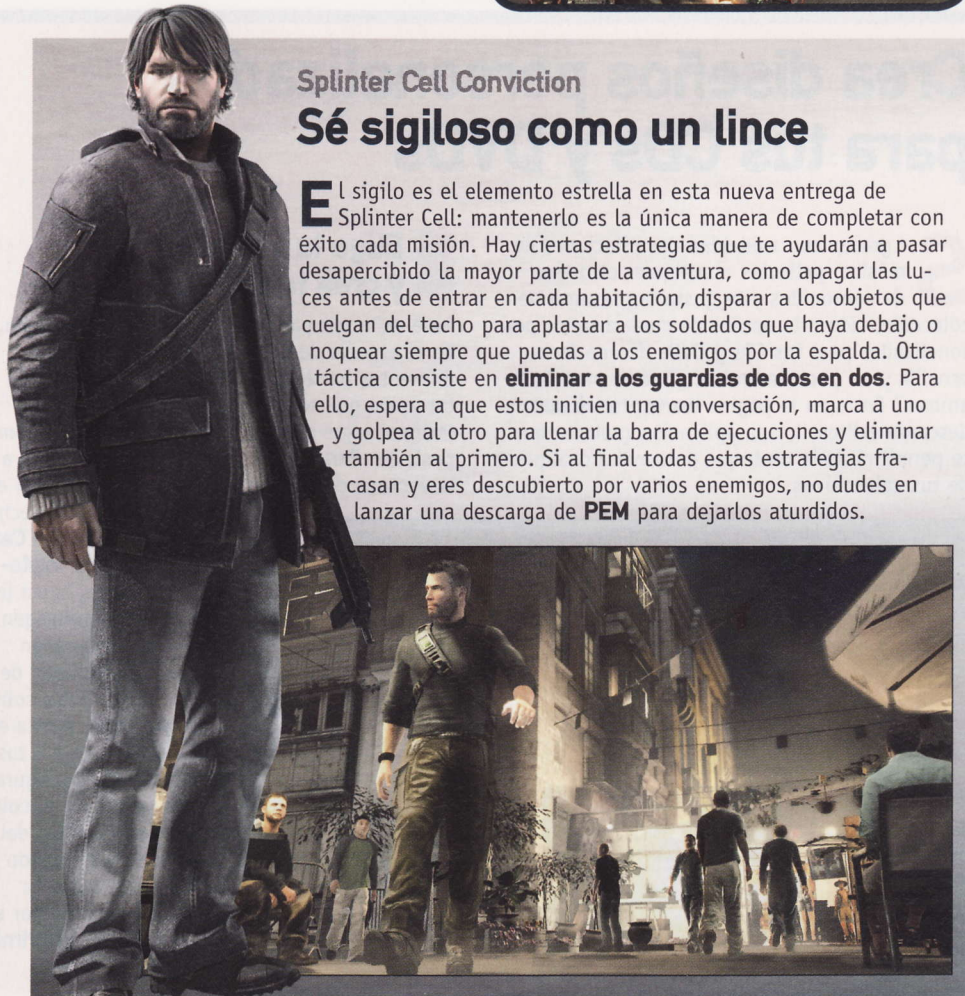 Splinter Cell Conviction
Sé sigiloso como un lince
El sigilo es el elemento estrella en esta nueva entrega de
Splinter Cell: mantenerlo es la única manera de completar con
éxito cada misión. Hay ciertas estrategias que te ayudarán a pasar
desapercibido la mayor parte de la aventura, como apagar las lu-
ces antes de entrar en cada habitación, disparar a los objetos que
cuelgan del techo para aplastar a los soldados que haya debajo o
noquear siempre que puedas a los enemigos por la espalda. Otra
táctica consiste en eliminar a los guardias de dos en dos. Para
ello, espera a que estos inicien una conversación, marca a uno
y golpea al otro para llenar la barra de ejecuciones y eliminar
también al primero. Si al final todas estas estrategias fra-
casan y eres descubierto por varios enemigos, no dudes en
lanzar una descarga de PEM para dejarlos aturdidos.